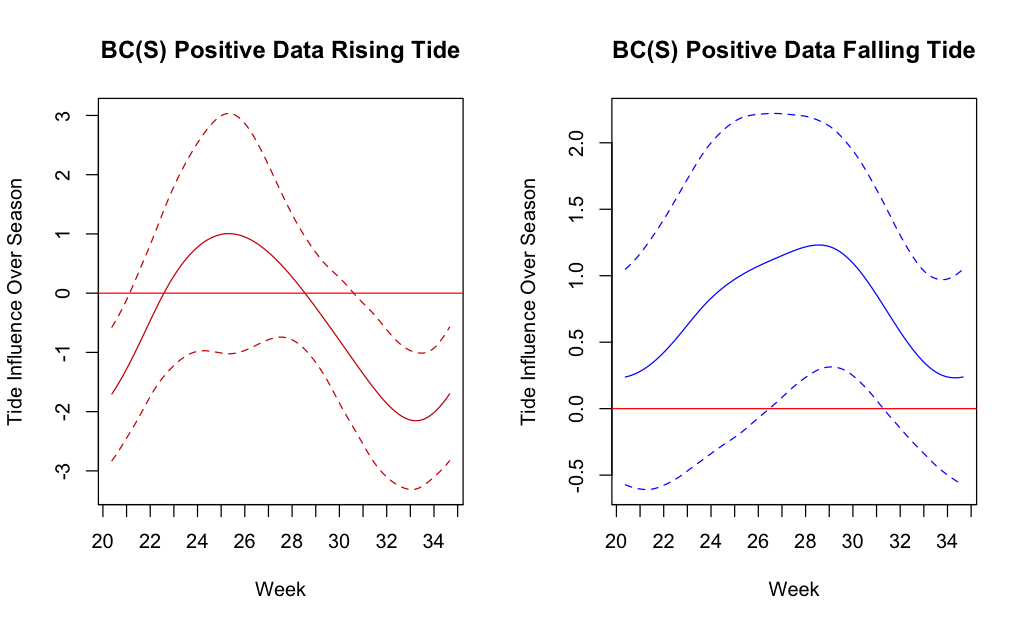 BC(S) Positive Data Rising Tide
Tide Influence Over Season
3
2
1
0
-1
-2
-3
20 22 24 26 28 30 32 34
Week
BC(S) Positive Data Falling Tide
Tide Influence Over Season
2.0
1.5
1.0
0.5
0.0
-0.5
20 22 24 26 28 30 32 34
Week